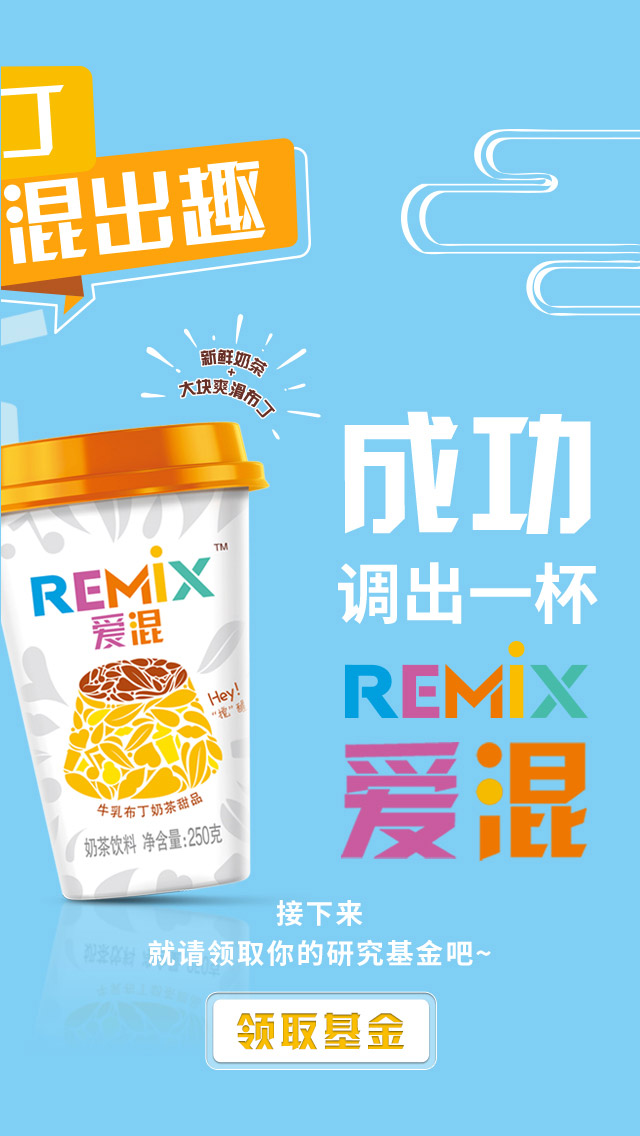 丁
混出趣
新鲜奶茶
+
大块爽滑布丁
成功
调出一杯
REMiX
爱混
REMiX TM
爱混
Hey!
牛乳布丁奶茶甜品
奶茶饮料 净含量:250克
接下来
就请领取你的研究基金吧~
领取基金